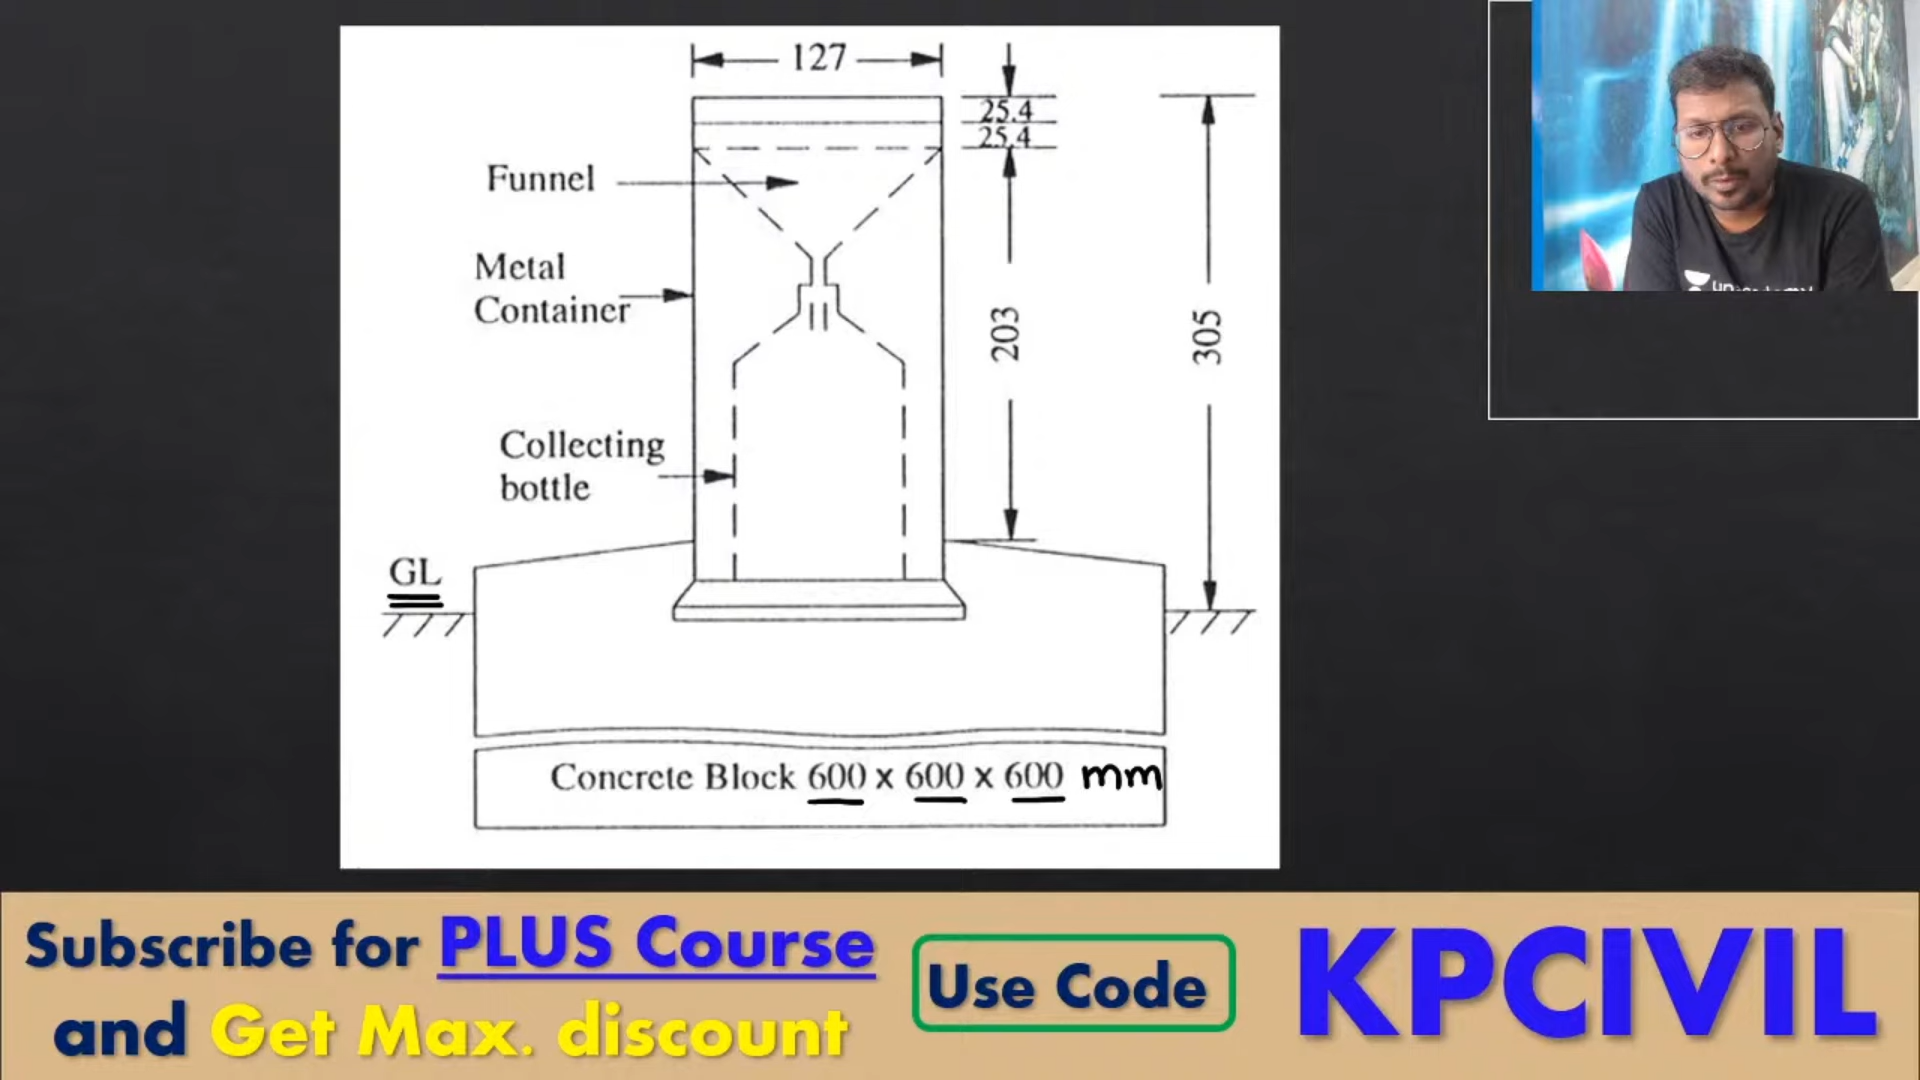 127
25.4
25.4
Funnel
Metal
Container
203
305
Collecting
bottle
GL
Concrete Block 600 x 600 x 600 mm
Subscribe for PLUS Course
and Get Max. discount
Use Code
KPCIVIL